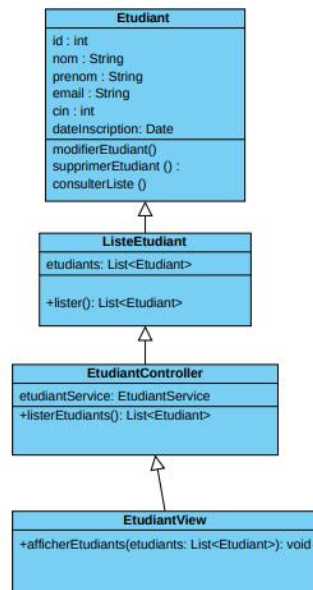 Etudiant
id : int
nom : String
prenom : String
email : String
cin : int
dateInscription: Date
modifierEtudiant()
supprimerEtudiant () :
consulterListe ()
ListeEtudiant
etudiants: List<Etudiant>
+lister(): List<Etudiant>
EtudiantController
etudiantService: EtudiantService
+listerEtudiants(): List<Etudiant>
EtudiantView
+afficherEtudiants(etudiants: List<Etudiant>): void